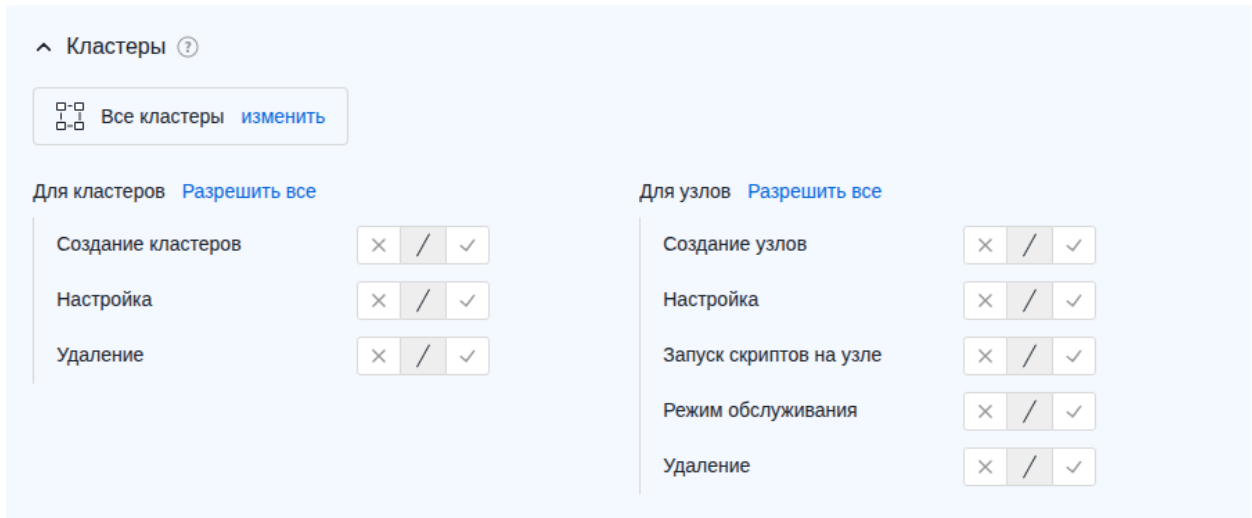 Кластеры ?
Все кластеры изменить
Для кластеров Разрешить все
Создание кластеров
Настройка
Удаление
Для узлов Разрешить все
Создание узлов
Настройка
Запуск скриптов на узле
Режим обслуживания
Удаление